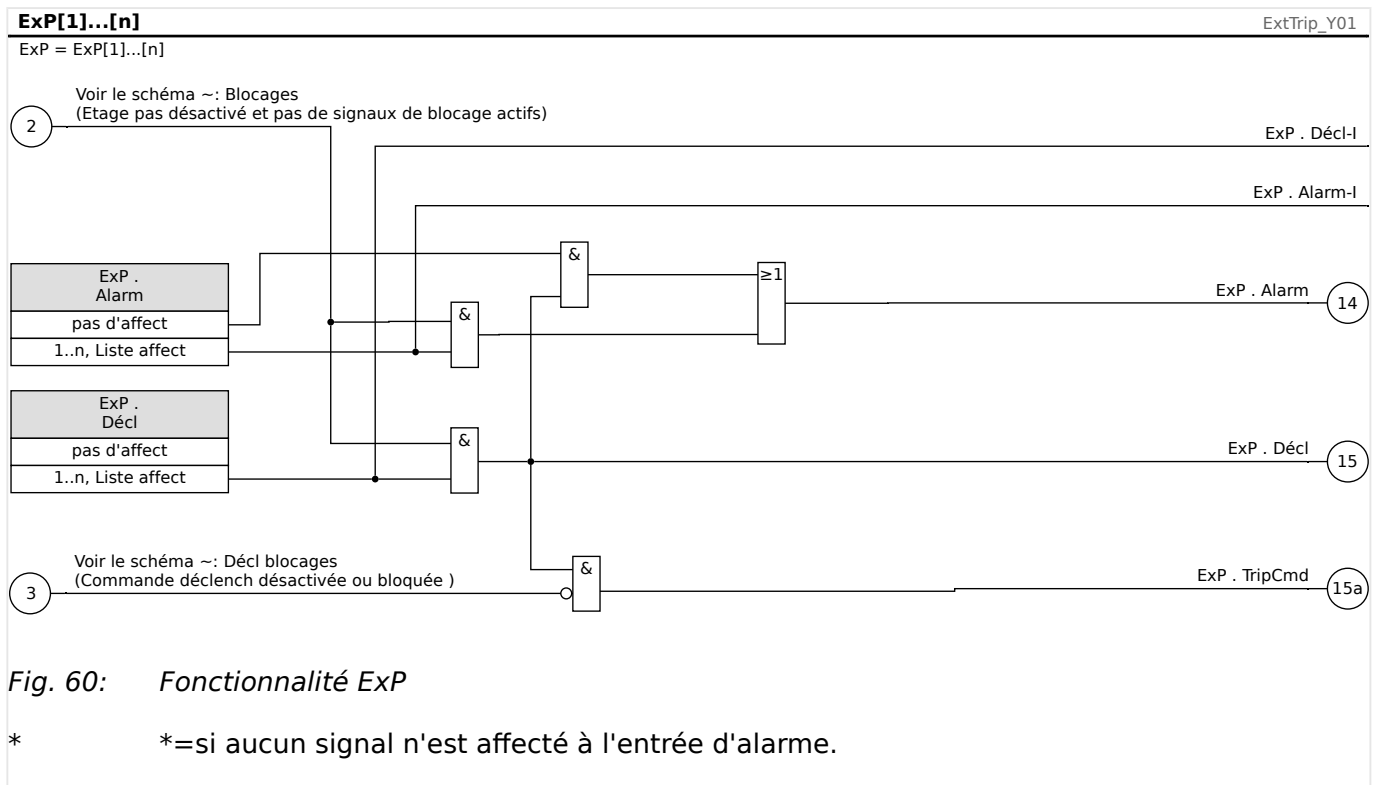 ExP[1]...[n]
ExtTrip_Y01
ExP = ExP[1]...[n]
Voir le schéma ~: Blocages
(Etage pas désactivé et pas de signaux de blocage actifs)
2
ExP . Décl-I
ExP . Alarm-I
&
≥1
ExP .
Alarm
pas d'affect
1..n, Liste affect
&
ExP . Alarm
14
ExP .
Décl
pas d'affect
1..n, Liste affect
&
ExP . Décl
15
Voir le schéma ~: Décl blocages
(Commande déclench désactivée ou bloquée )
3
&
ExP . TripCmd
15a
Fig. 60: Fonctionnalité ExP
* *=si aucun signal n'est affecté à l'entrée d'alarme.